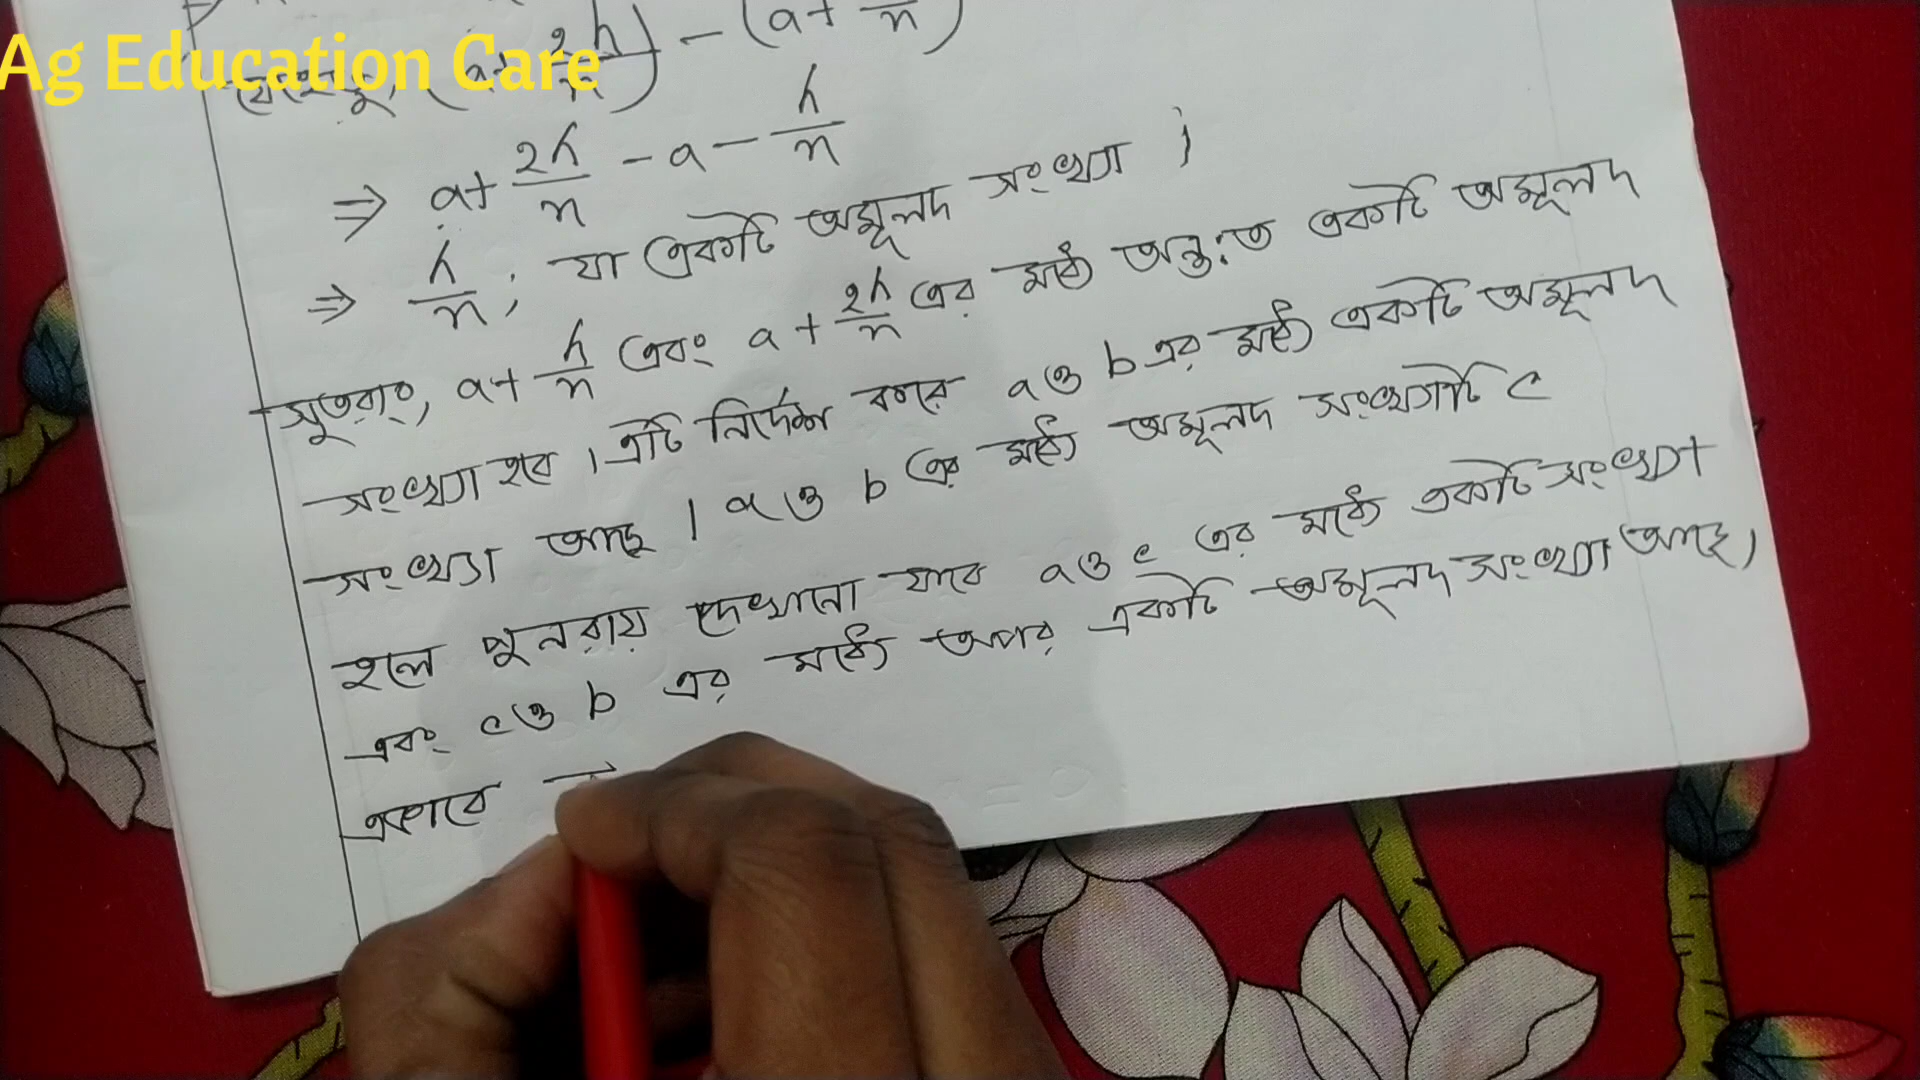 Ag Education Care
যেহেতু, (a+ 2h/n) − (a+ h/n)
⇒ a+ 2h/n − a − h/n
⇒ h/n; যা একটি অমূলদ সংখ্যা ;
সুতরাং, a+ h/n এবং a + 2h/n এর মধ্যে অন্তত একটি অমূলদ
সংখ্যা হবে । এটি নির্দেশ করে a ও b এর মধ্যে একটি অমূলদ
সংখ্যা আছে । a ও b এর মধ্যে অমূলদ সংখ্যাটি c
হলে পুনরায় দেখানো যাবে a ও c এর মধ্যে একটি সংখ্যা
এবং c ও b এর মধ্যে অপর একটি অমূলদ সংখ্যা আছে।
এভাবে